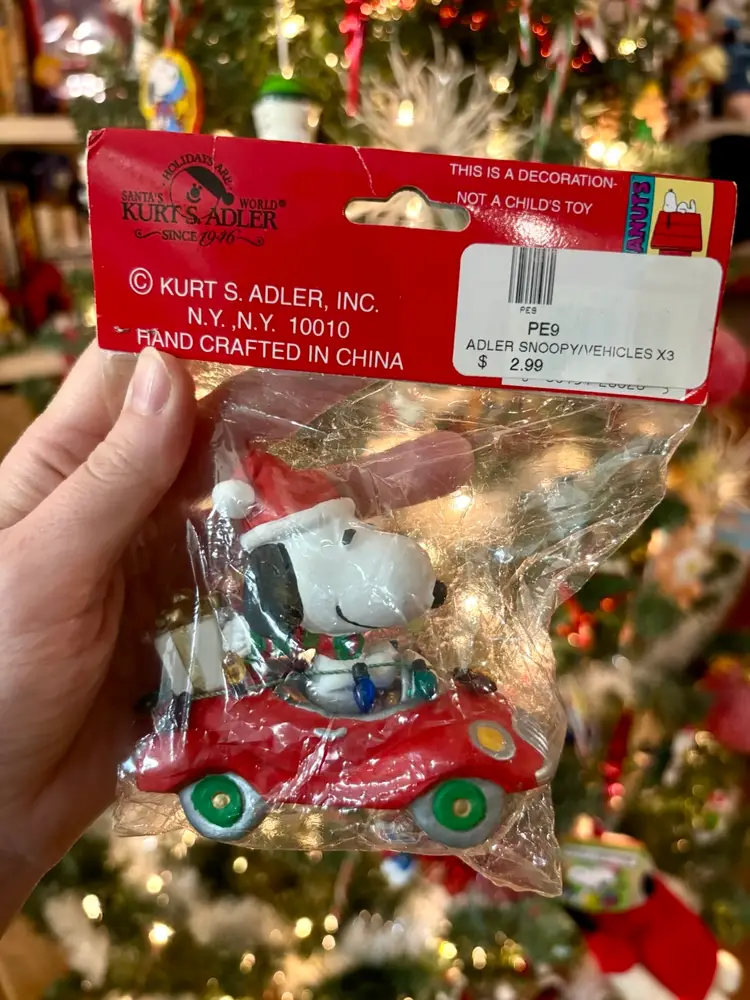 HOLIDAYS ARE
SANTA'S WORLD®
KURT S. ADLER
SINCE 1946
THIS IS A DECORATION-
NOT A CHILD'S TOY
© KURT S. ADLER, INC.
N.Y. ,N.Y. 10010
HAND CRAFTED IN CHINA
ANUTS
PE9
PE9
ADLER SNOOPY/VEHICLES X3
$ 2.99